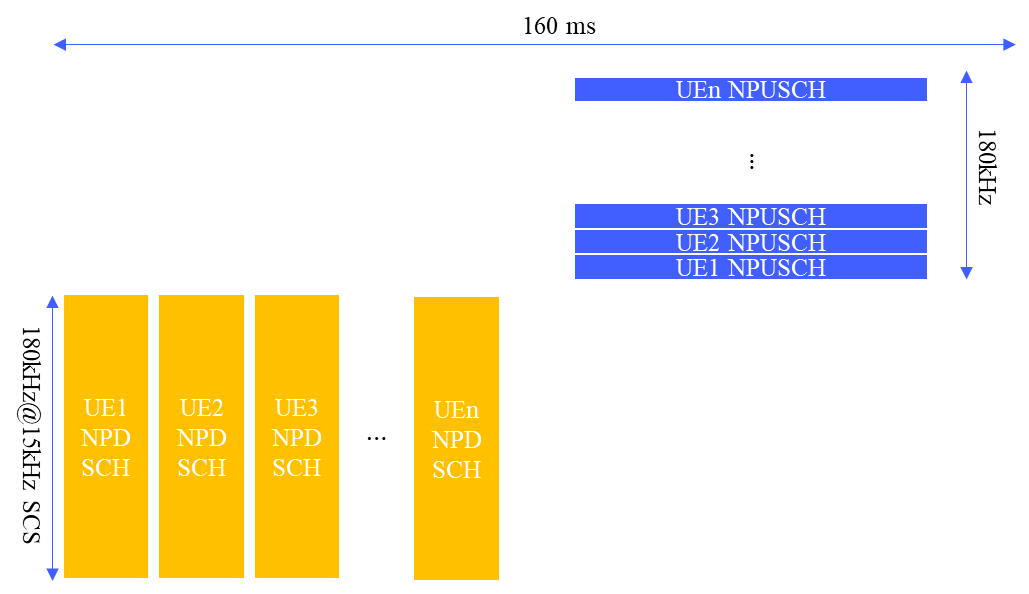 160 ms
UEn NPUSCH
⋮
180kHz
UE3 NPUSCH
UE2 NPUSCH
UE1 NPUSCH
180kHz@15kHz SCS
UE1
NPD
SCH
UE2
NPD
SCH
UE3
NPD
SCH
...
UEn
NPD
SCH